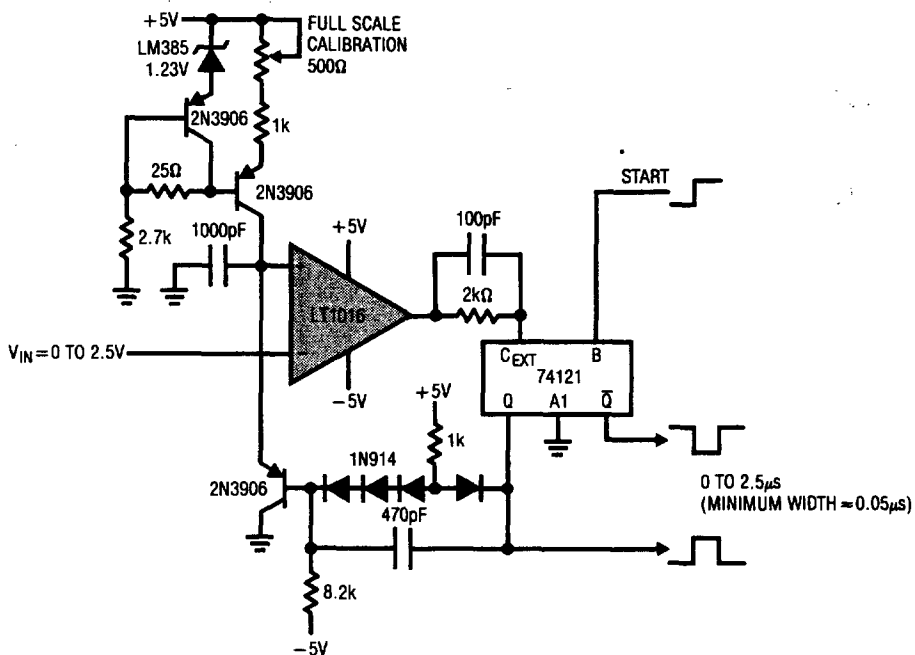 +5V
FULL SCALE
CALIBRATION
500Ω
LM385
1.23V
2N3906
1k
25Ω
2N3906
START
2.7k
1000pF
+5V
100pF
2kΩ
+
LT1016
V_IN = 0 TO 2.5V
−
−5V
C_EXT
B
74121
Q
A1
Q̅
+5V
1k
1N914
2N3906
470pF
0 TO 2.5µs
(MINIMUM WIDTH ≈ 0.05µs)
8.2k
−5V